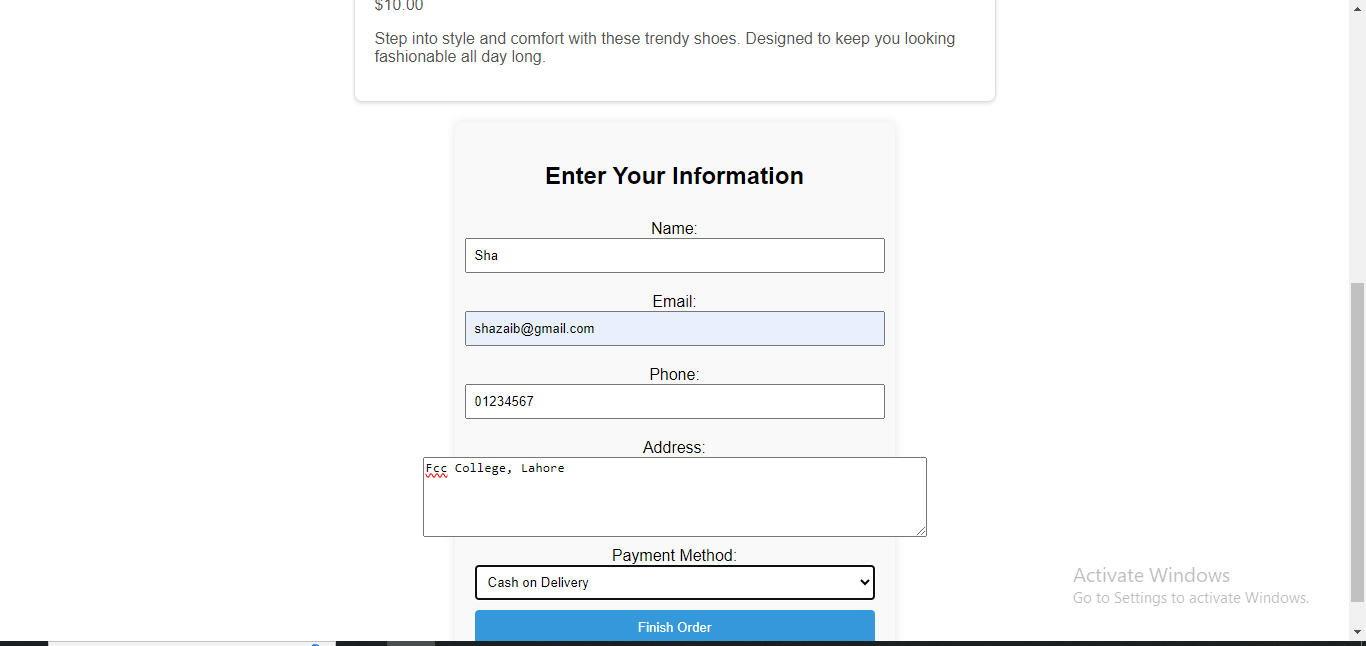 $10.00
Step into style and comfort with these trendy shoes. Designed to keep you looking
fashionable all day long.
Enter Your Information
Name:
Sha
Email:
shazaib@gmail.com
Phone:
01234567
Address:
Fcc College, Lahore
Payment Method:
Cash on Delivery
Finish Order
Activate Windows
Go to Settings to activate Windows.